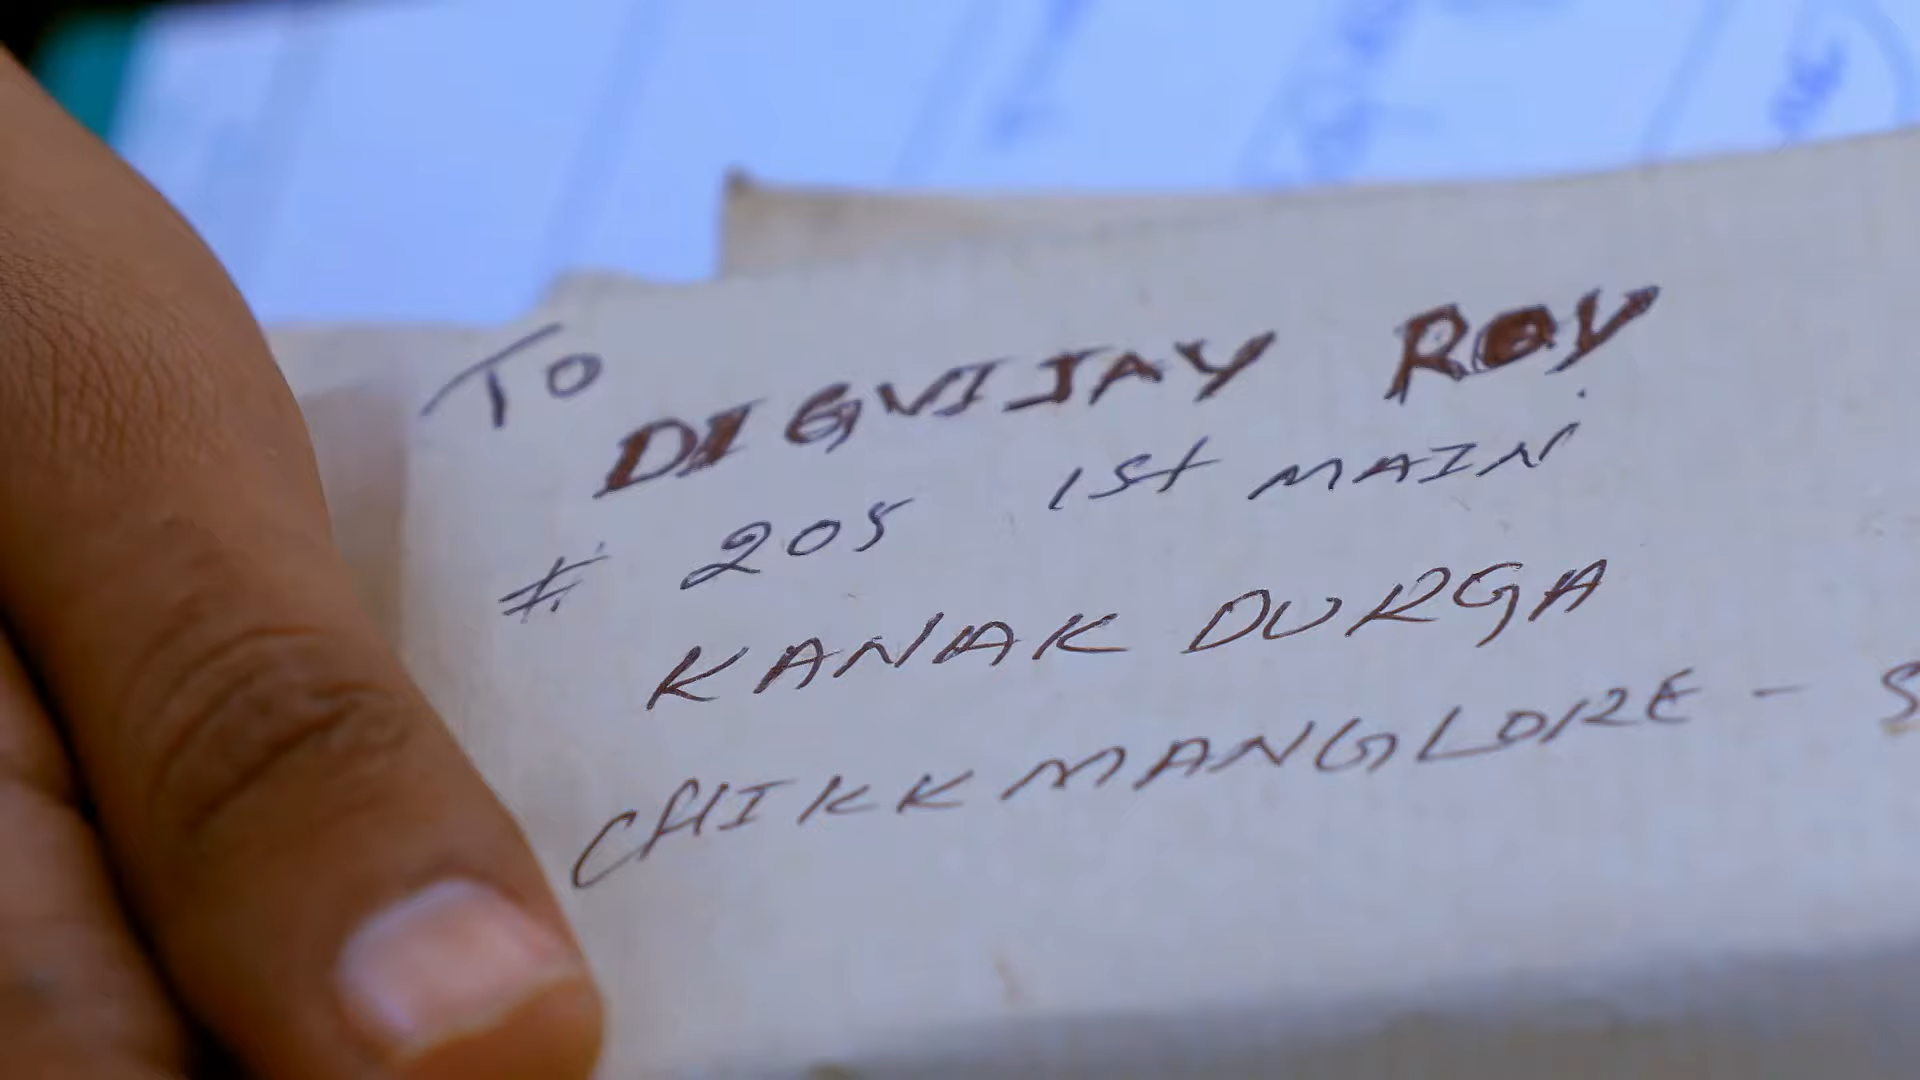 TO
DIGVIJAY ROY
# 205 1St MAIN
KANAK DURGA
CHIKKMANGLORE -